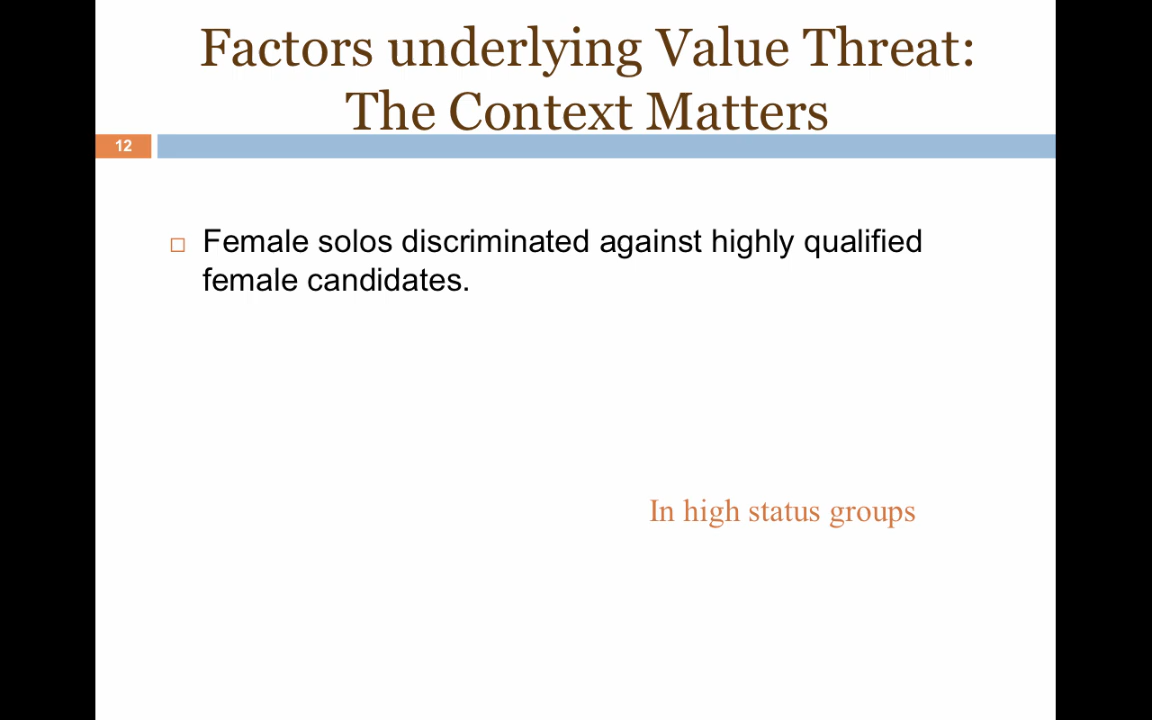 Factors underlying Value Threat:
The Context Matters
12
Female solos discriminated against highly qualified
female candidates.
In high status groups